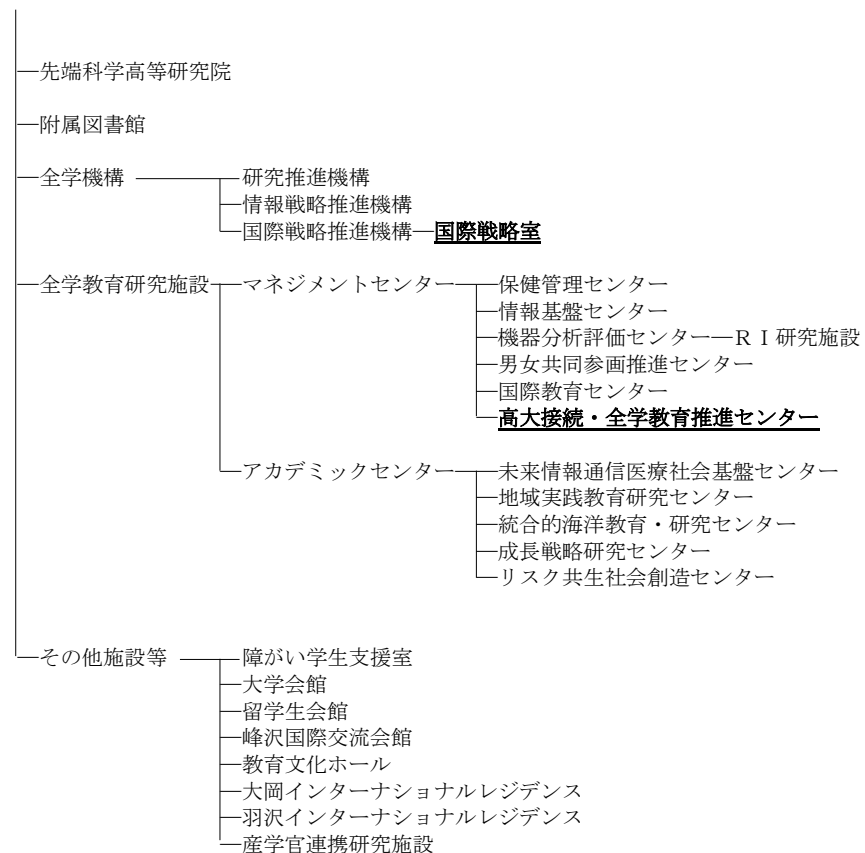 先端科学高等研究院
附属図書館
全学機構 研究推進機構
情報戦略推進機構
国際戦略推進機構 国際戦略室
全学教育研究施設 マネジメントセンター 保健管理センター
情報基盤センター
機器分析評価センター―ＲＩ研究施設
男女共同参画推進センター
国際教育センター
高大接続・全学教育推進センター
アカデミックセンター 未来情報通信医療社会基盤センター
地域実践教育研究センター
統合的海洋教育・研究センター
成長戦略研究センター
リスク共生社会創造センター
その他施設等 障がい学生支援室
大学会館
留学生会館
峰沢国際交流会館
教育文化ホール
大岡インターナショナルレジデンス
羽沢インターナショナルレジデンス
産学官連携研究施設